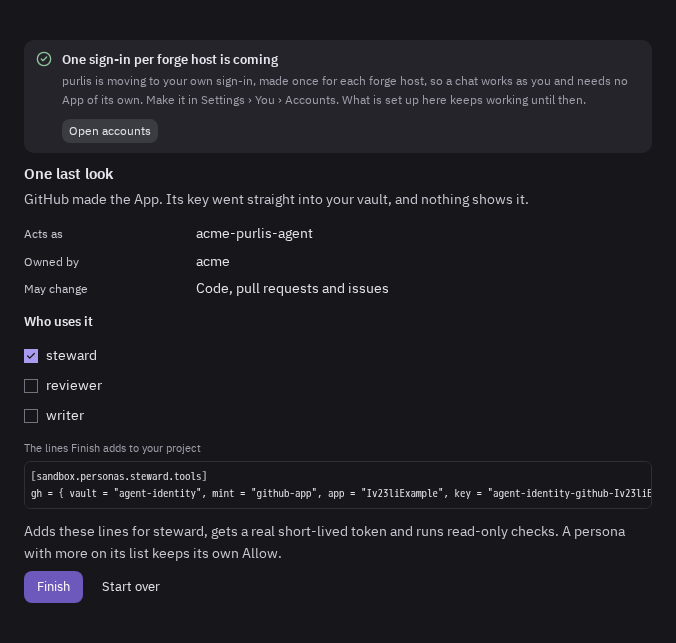 One sign-in per forge host is coming
purlis is moving to your own sign-in, made once for each forge host, so a chat works as you and needs no
App of its own. Make it in Settings › You › Accounts. What is set up here keeps working until then.
Open accounts
One last look
GitHub made the App. Its key went straight into your vault, and nothing shows it.
Acts as acme-purlis-agent
Owned by acme
May change Code, pull requests and issues
Who uses it
steward
reviewer
writer
The lines Finish adds to your project
[sandbox.personas.steward.tools]
gh = { vault = "agent-identity", mint = "github-app", app = "Iv23liExample", key = "agent-identity-github-Iv23liE
Adds these lines for steward, gets a real short-lived token and runs read-only checks. A persona
with more on its list keeps its own Allow.
Finish Start over